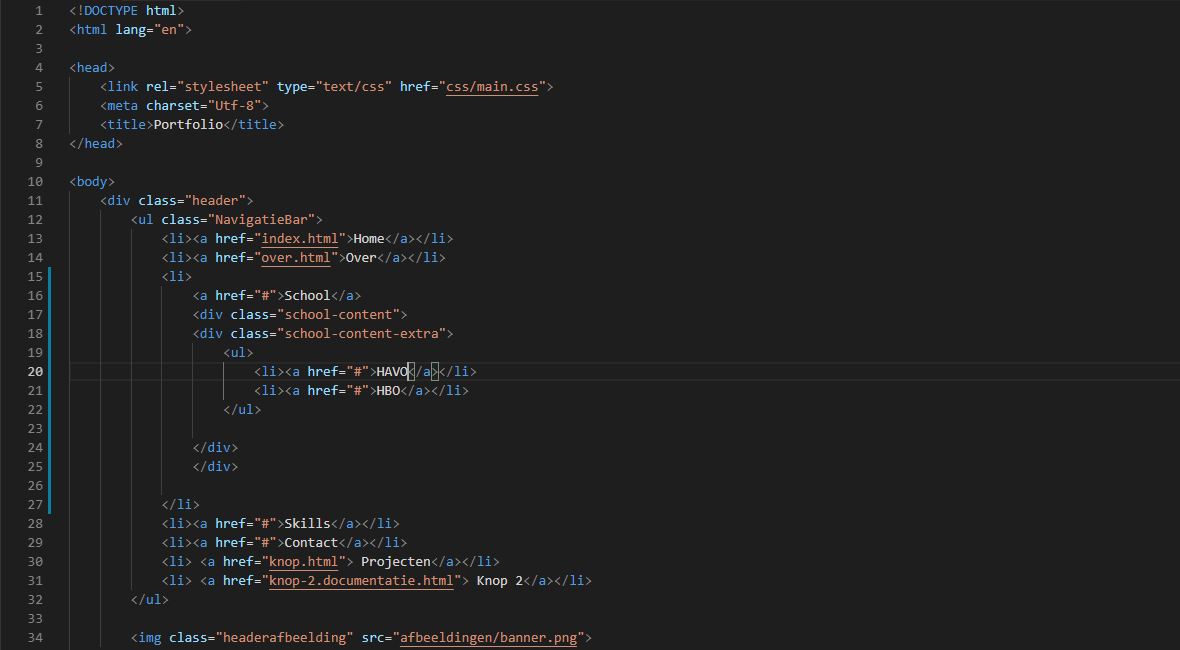 1 <!DOCTYPE html>
2 <html lang="en">
3
4 <head>
5     <link rel="stylesheet" type="text/css" href="css/main.css">
6     <meta charset="Utf-8">
7     <title>Portfolio</title>
8 </head>
9
10 <body>
11     <div class="header">
12         <ul class="NavigatieBar">
13             <li><a href="index.html">Home</a></li>
14             <li><a href="over.html">Over</a></li>
15             <li>
16                 <a href="#">School</a>
17                 <div class="school-content">
18                 <div class="school-content-extra">
19                     <ul>
20                         <li><a href="#">HAVO</a></li>
21                         <li><a href="#">HBO</a></li>
22                     </ul>
23
24                 </div>
25                 </div>
26
27             </li>
28             <li><a href="#">Skills</a></li>
29             <li><a href="#">Contact</a></li>
30             <li> <a href="knop.html"> Projecten</a></li>
31             <li> <a href="knop-2.documentatie.html"> Knop 2</a></li>
32         </ul>
33
34         <img class="headerafbeelding" src="afbeeldingen/banner.png">